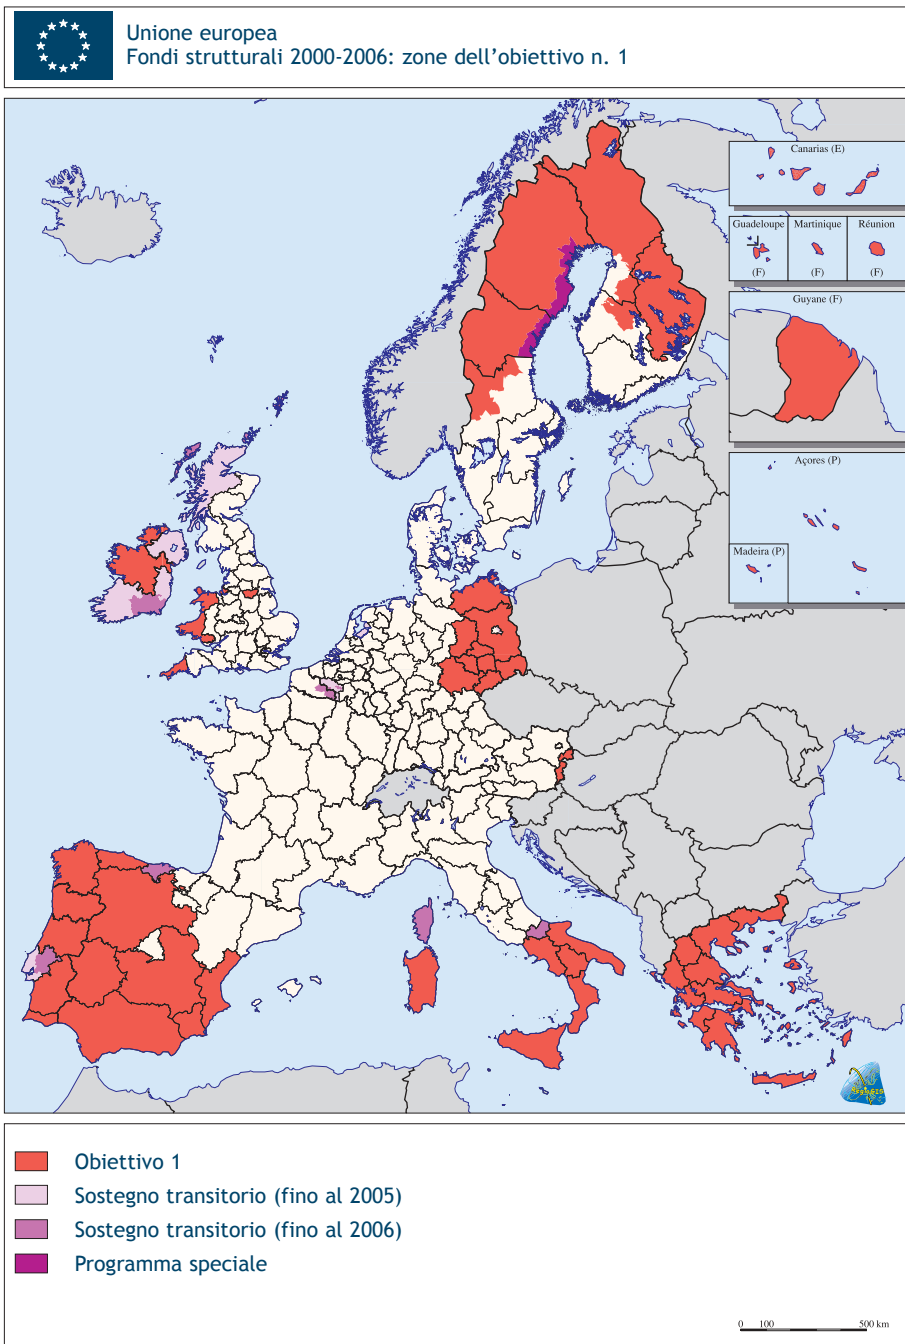 Unione europea
Fondi strutturali 2000-2006: zone dell'obiettivo n. 1
Canarias (E)
Guadeloupe
(F)
Martinique
(F)
Réunion
(F)
Guyane (F)
Açores (P)
Madeira (P)
Obiettivo 1
Sostegno transitorio (fino al 2005)
Sostegno transitorio (fino al 2006)
Programma speciale
0 100 500 km